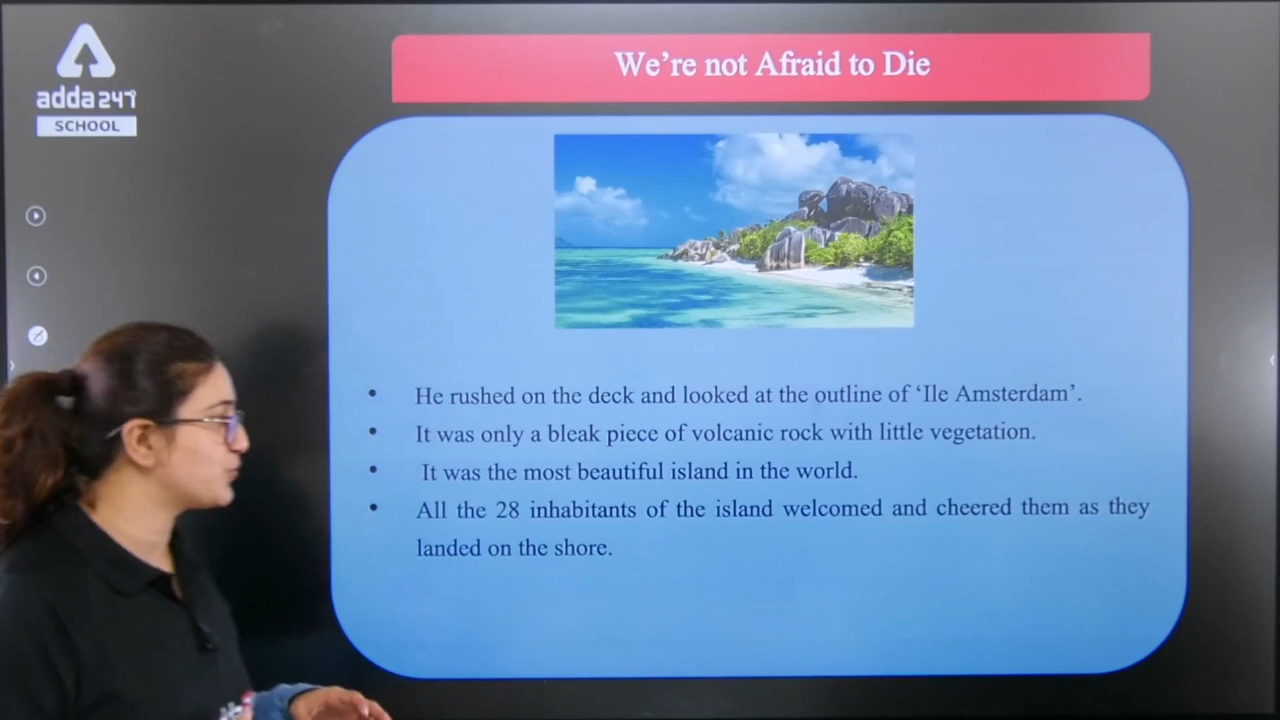 adda247
SCHOOL
We're not Afraid to Die
• He rushed on the deck and looked at the outline of ‘Ile Amsterdam’.
• It was only a bleak piece of volcanic rock with little vegetation.
• It was the most beautiful island in the world.
• All the 28 inhabitants of the island welcomed and cheered them as they
landed on the shore.